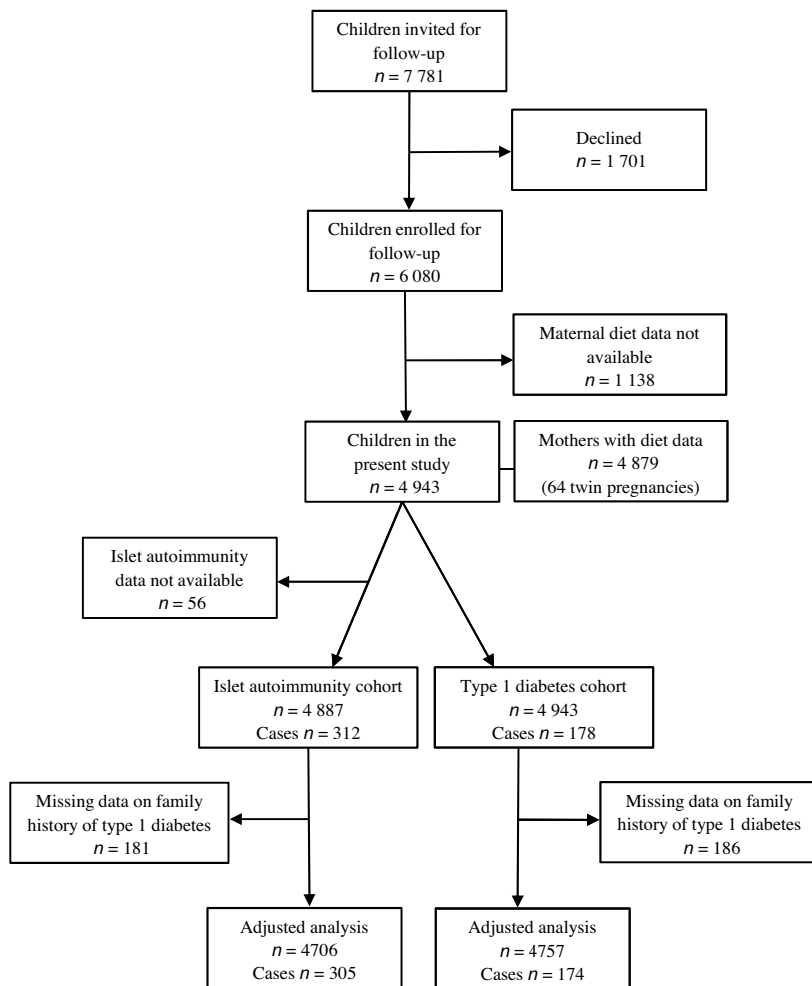 Children invited for
follow-up
n = 7 781
Declined
n = 1 701
Children enrolled for
follow-up
n = 6 080
Maternal diet data not
available
n = 1 138
Children in the
present study
n = 4 943
Mothers with diet data
n = 4 879
(64 twin pregnancies)
Islet autoimmunity
data not available
n = 56
Islet autoimmunity cohort
n = 4 887
Cases n = 312
Type 1 diabetes cohort
n = 4 943
Cases n = 178
Missing data on family
history of type 1 diabetes
n = 181
Missing data on family
history of type 1 diabetes
n = 186
Adjusted analysis
n = 4706
Cases n = 305
Adjusted analysis
n = 4757
Cases n = 174